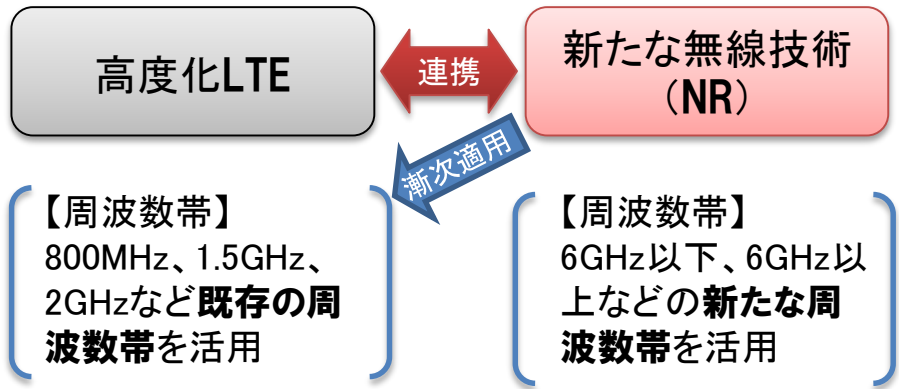 高度化LTE
連携
新たな無線技術
（NR）
漸次適用
【周波数帯】
800MHz、1.5GHz、
2GHzなど既存の周
波数帯を活用
【周波数帯】
6GHz以下、6GHz以
上などの新たな周
波数帯を活用